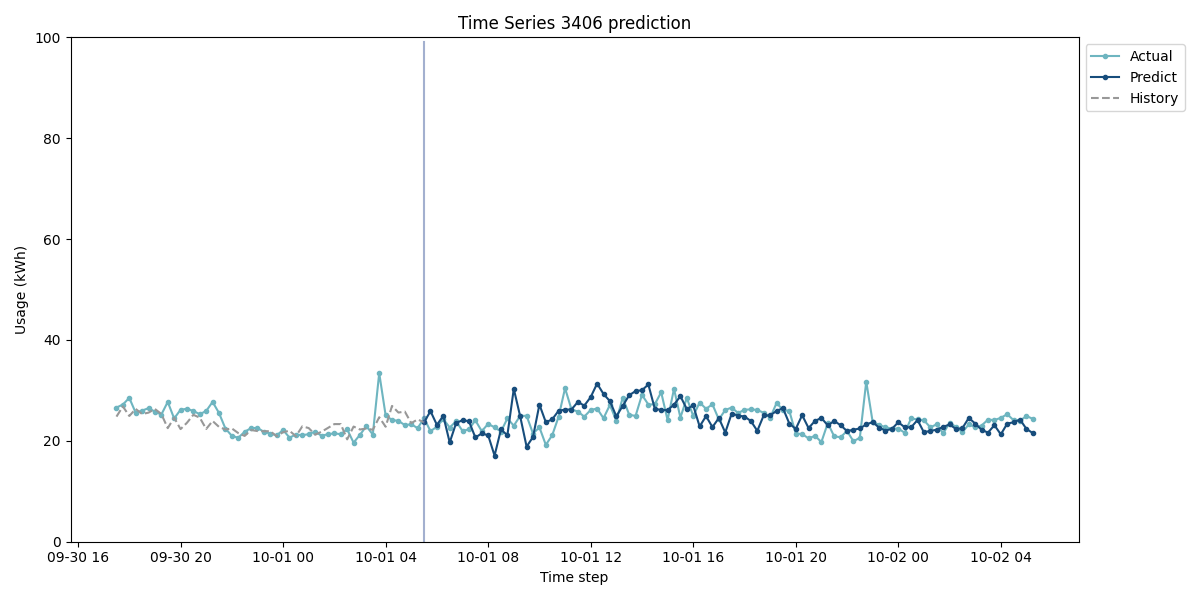 Time Series 3406 prediction
100
80
60
40
20
0
Usage (kWh)
09-30 16
09-30 20
10-01 00
10-01 04
10-01 08
10-01 12
10-01 16
10-01 20
10-02 00
10-02 04
Time step
Actual
Predict
History